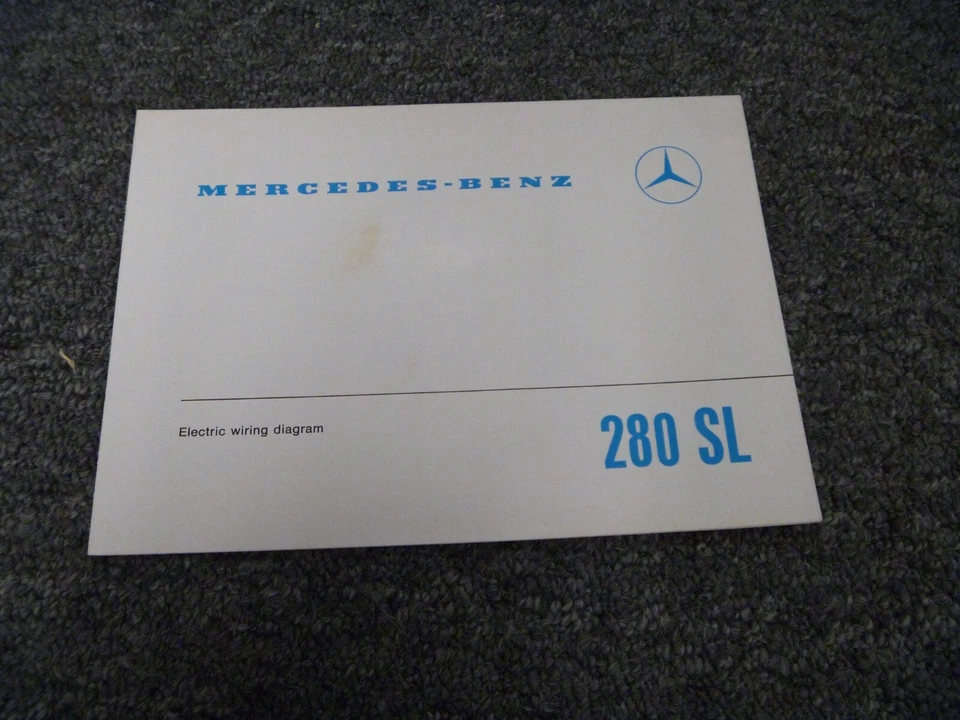 MERCEDES-BENZ
Electric wiring diagram
280 SL